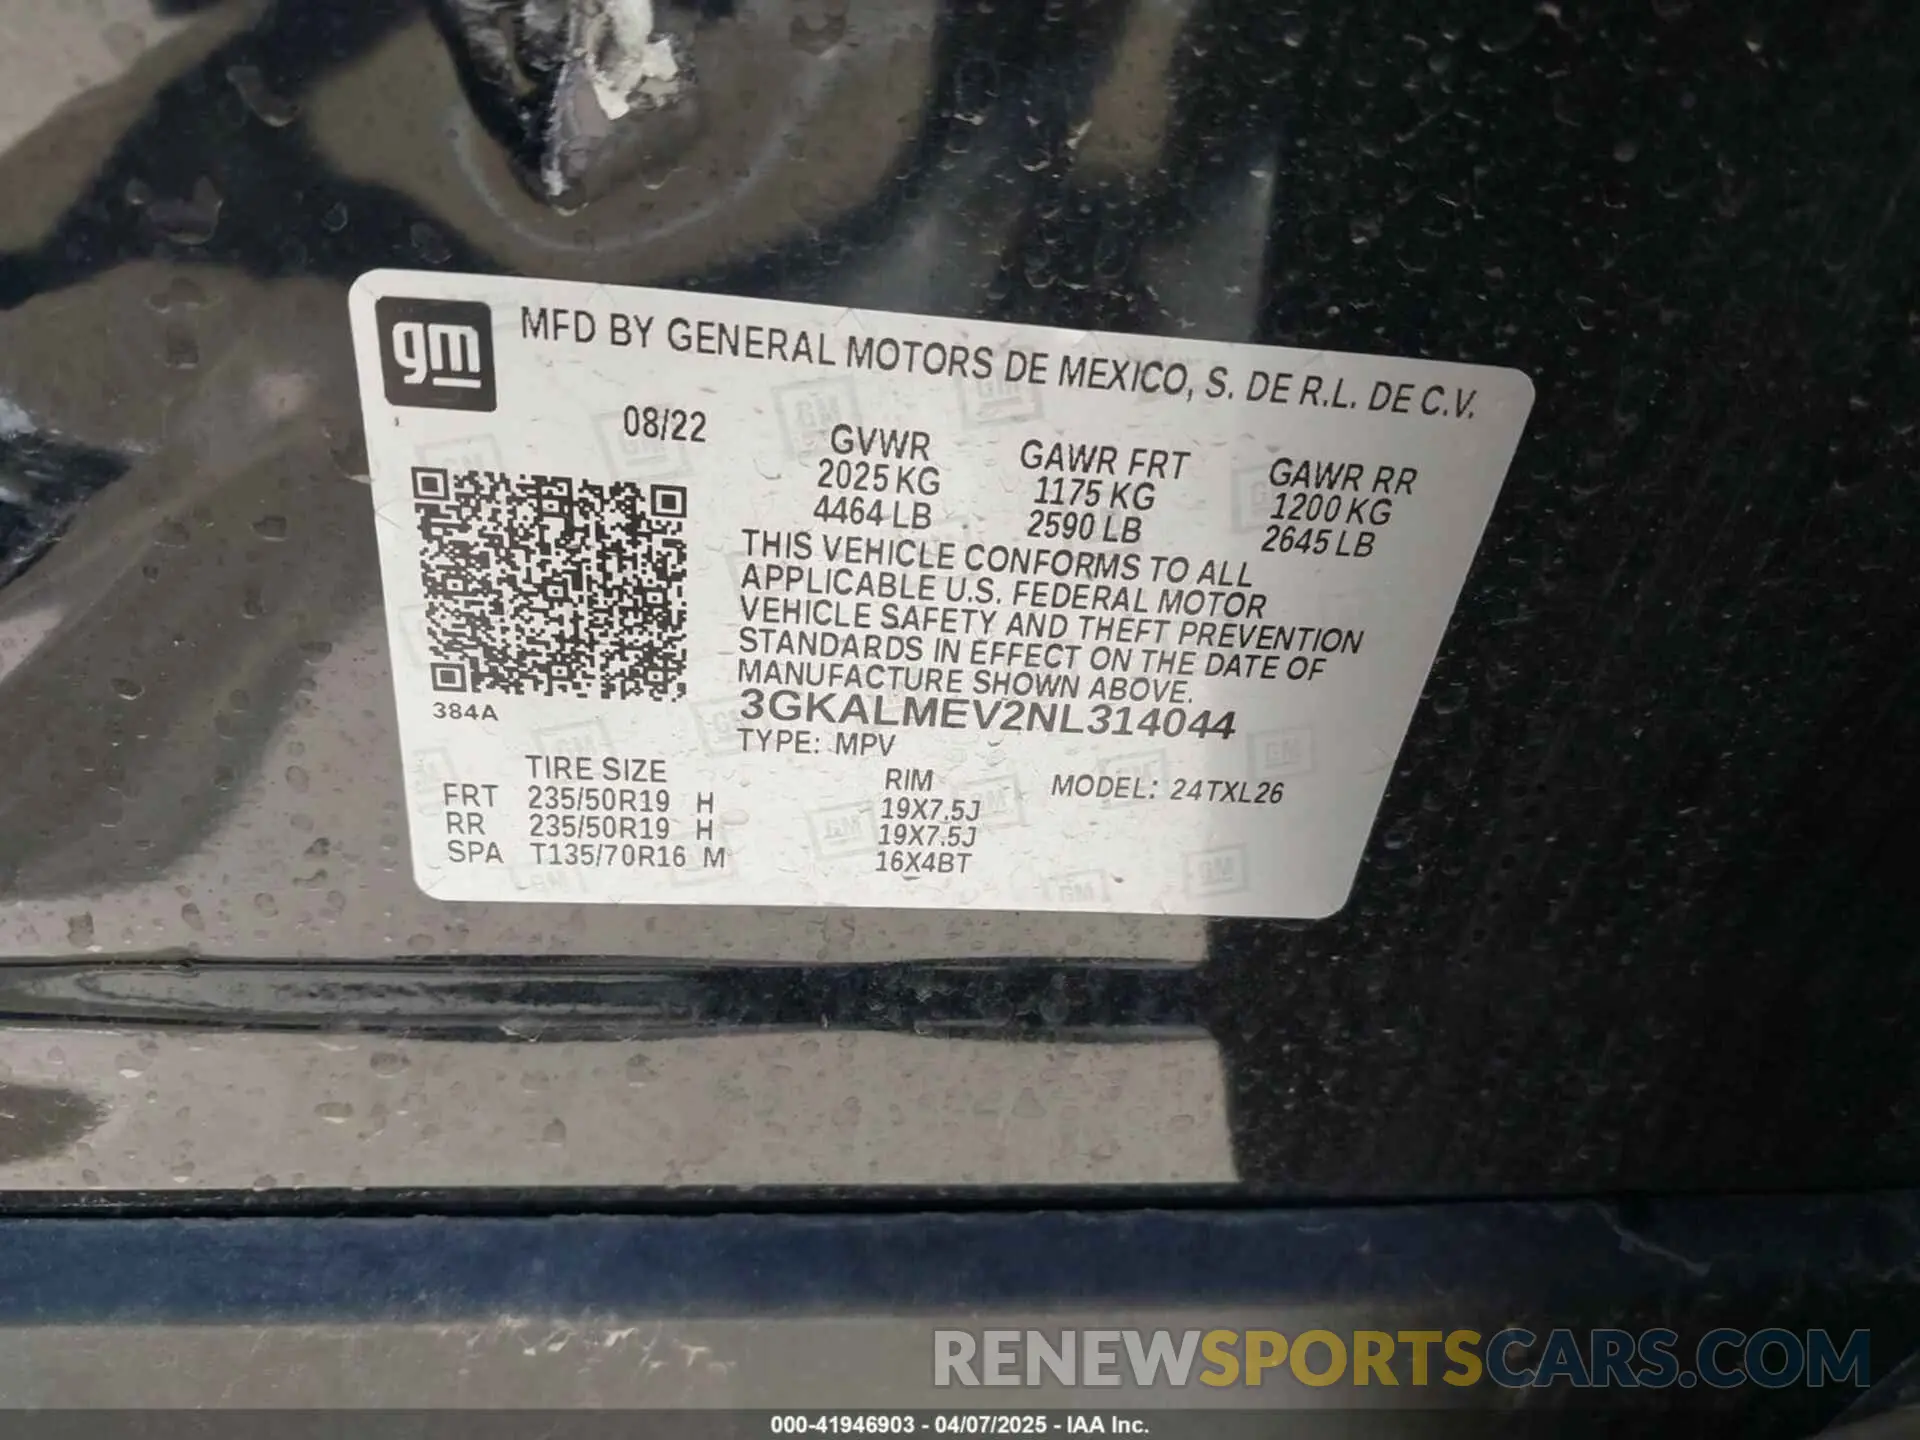 gm
MFD BY GENERAL MOTORS DE MEXICO, S. DE R.L. DE C.V.
08/22
GVWR GAWR FRT GAWR RR
2025 KG 1175 KG 1200 KG
4464 LB 2590 LB 2645 LB
THIS VEHICLE CONFORMS TO ALL
APPLICABLE U.S. FEDERAL MOTOR
VEHICLE SAFETY AND THEFT PREVENTION
STANDARDS IN EFFECT ON THE DATE OF
MANUFACTURE SHOWN ABOVE.
384A
3GKALMEV2NL314044
TYPE: MPV
TIRE SIZE RIM MODEL: 24TXL26
FRT 235/50R19 H 19X7.5J
RR 235/50R19 H 19X7.5J
SPA T135/70R16 M 16X4BT
RENEWSPORTSCARS.COM
000-41946903 - 04/07/2025 - IAA Inc.